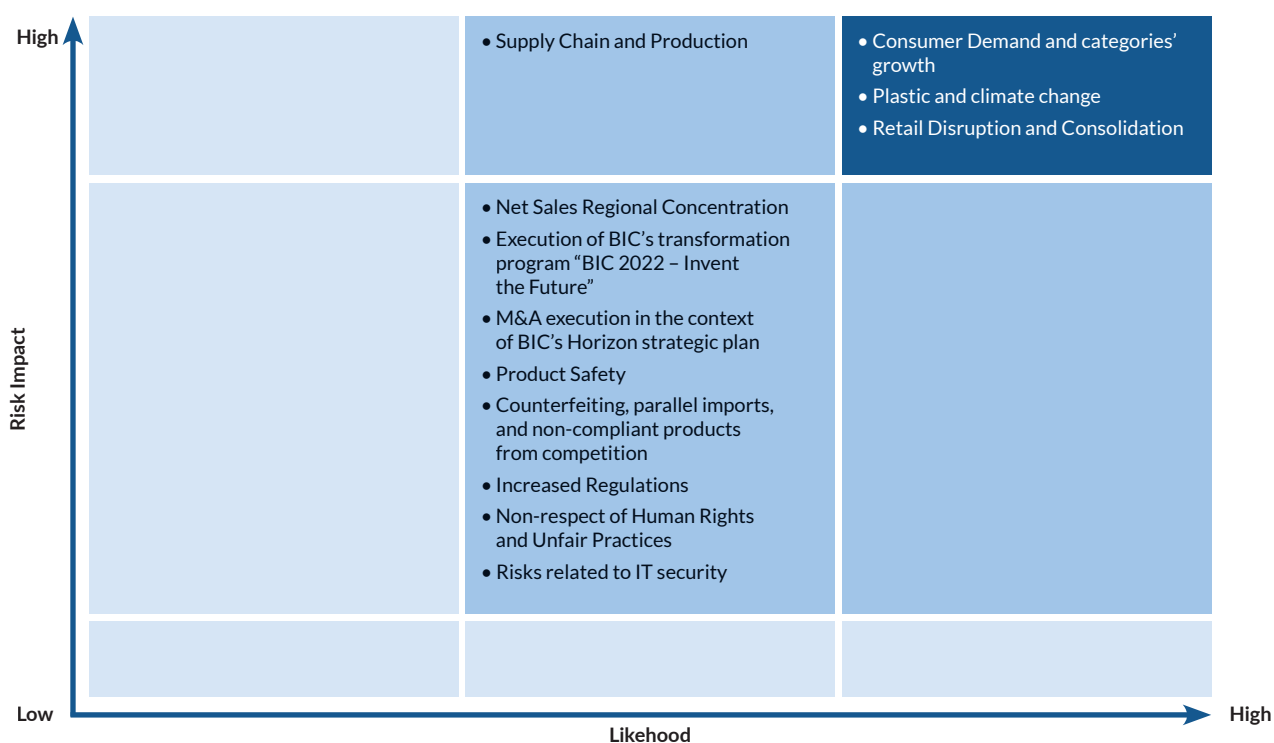 High
• Supply Chain and Production
• Consumer Demand and categories’
growth
• Plastic and climate change
• Retail Disruption and Consolidation
• Net Sales Regional Concentration
• Execution of BIC’s transformation
program “BIC 2022 – Invent
the Future”
• M&A execution in the context
of BIC’s Horizon strategic plan
• Product Safety
• Counterfeiting, parallel imports,
and non-compliant products
from competition
• Increased Regulations
• Non-respect of Human Rights
and Unfair Practices
• Risks related to IT security
Risk Impact
Low
Likehood
High